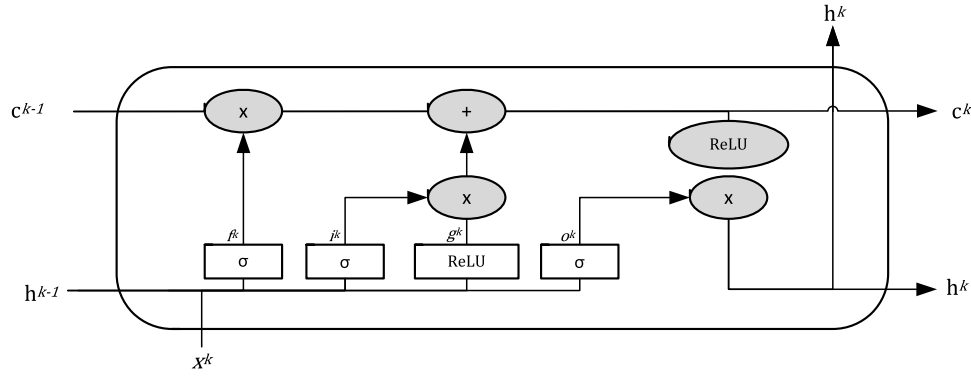 h^k
c^{k-1} x + c^k
ReLU
x x
f^k i^k g^k o^k
σ σ ReLU σ
h^{k-1} h^k
x^k